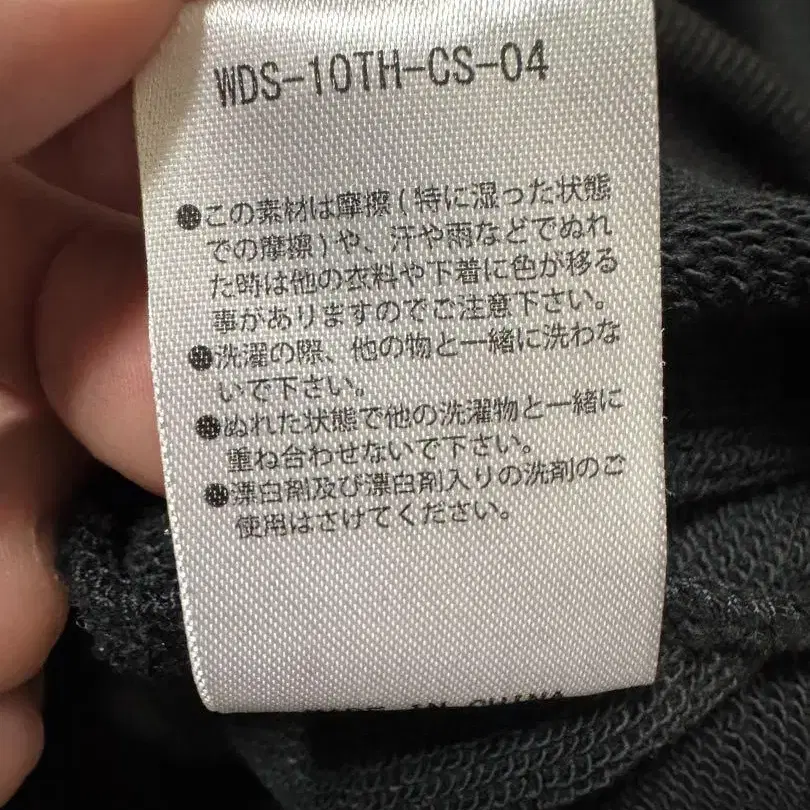 WDS-10TH-CS-04
●この素材は摩擦(特に湿った状態
での摩擦)や、汗や雨などでぬれ
た時は他の衣料や下着に色が移る
事がありますのでご注意下さい。
●洗濯の際、他の物と一緒に洗わな
いで下さい。
●ぬれた状態で他の洗濯物と一緒に
重ね合わせないで下さい。
●漂白剤及び漂白剤入りの洗剤のご
使用はさけてください。
MADE IN CHINA